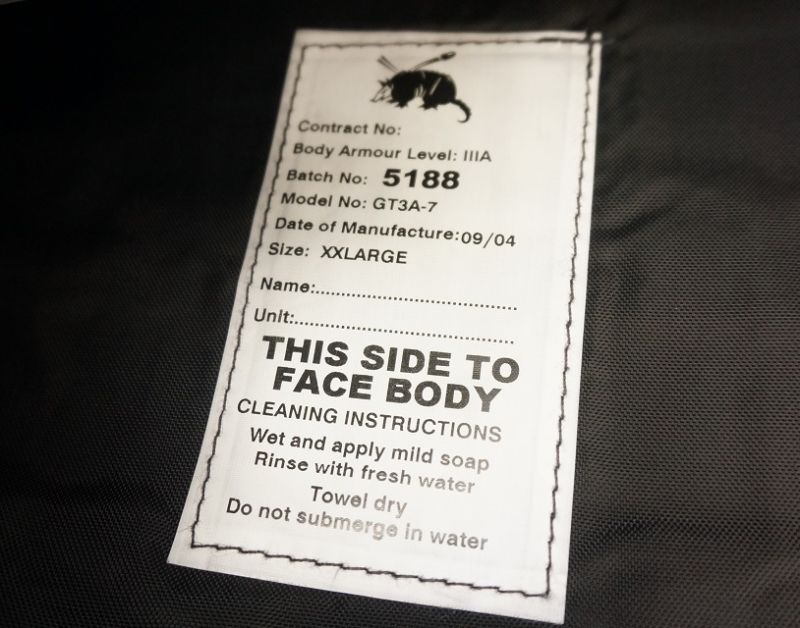 Contract No:
Body Armour Level: IIIA
Batch No: 5188
Model No: GT3A-7
Date of Manufacture:09/04
Size: XXLARGE
Name:..........................................
Unit:..............................................
THIS SIDE TO
FACE BODY
CLEANING INSTRUCTIONS
Wet and apply mild soap
Rinse with fresh water
Towel dry
Do not submerge in water